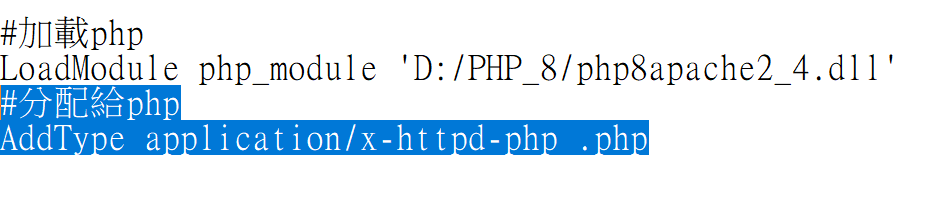 #加載php
LoadModule php_module 'D:/PHP_8/php8apache2_4.dll'
#分配給php
AddType application/x-httpd-php .php